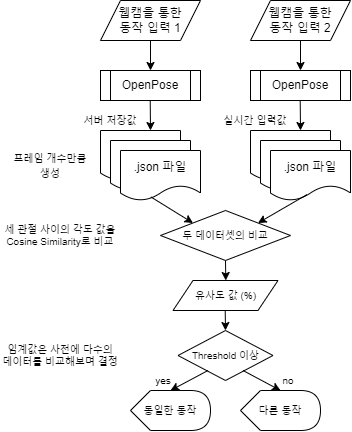 웹캠을 통한
동작 입력 1
웹캠을 통한
동작 입력 2
OpenPose
OpenPose
서버 저장값
실시간 입력값
프레임 개수만큼
생성
.json 파일
.json 파일
세 관절 사이의 각도 값을
Cosine Similarity로 비교
두 데이터셋의 비교
유사도 값 (%)
임계값은 사전에 다수의
데이터를 비교해보며 결정
Threshold 이상
yes
no
동일한 동작
다른 동작